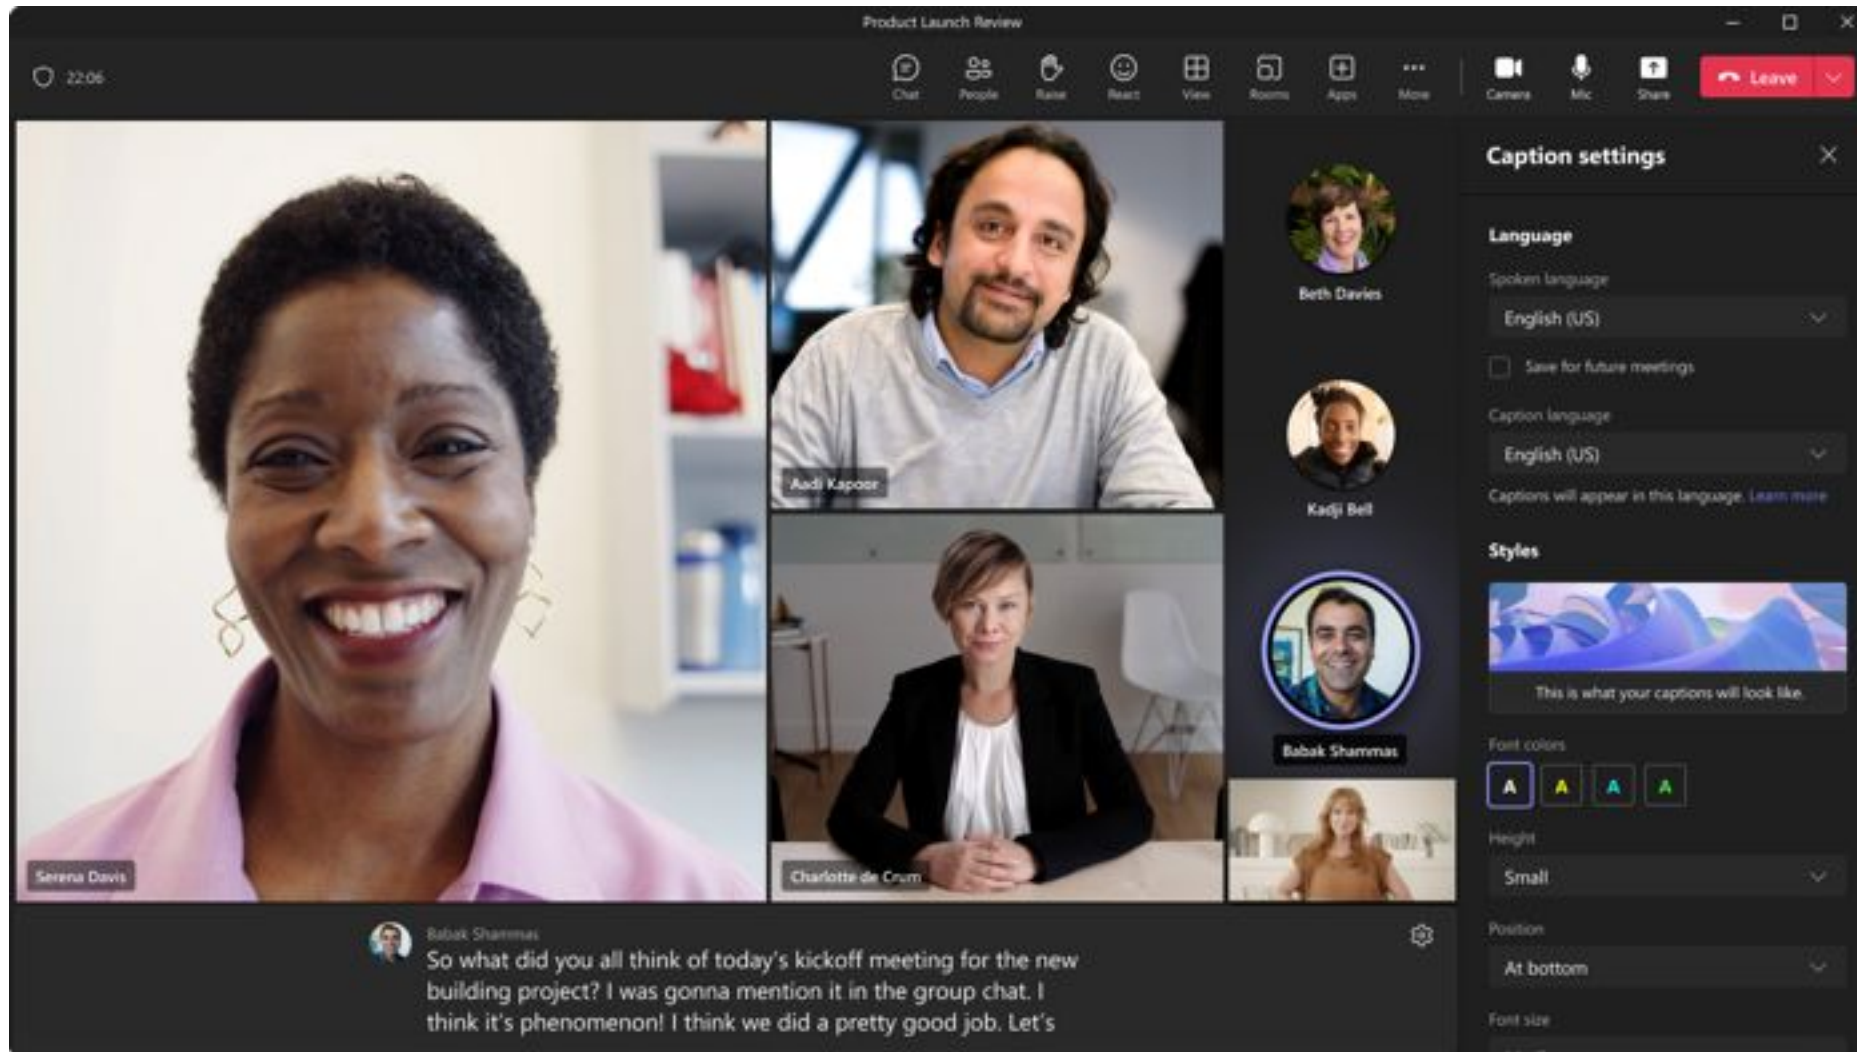 Product Launch Review
22:06
Chat
People
Raise
React
View
Rooms
Apps
More
Camera
Mic
Share
Leave
Serena Davis
Aadi Kapoor
Charlotte de Crum
Beth Davies
Kadji Bell
Babak Shammas
Babak Shammas
So what did you all think of today's kickoff meeting for the new
building project? I was gonna mention it in the group chat. I
think it's phenomenon! I think we did a pretty good job. Let's
Caption settings
Language
Spoken language
English (US)
Save for future meetings
Caption language
English (US)
Captions will appear in this language. Learn more
Styles
This is what your captions will look like.
Font colors
A A A A
Height
Small
Position
At bottom
Font size